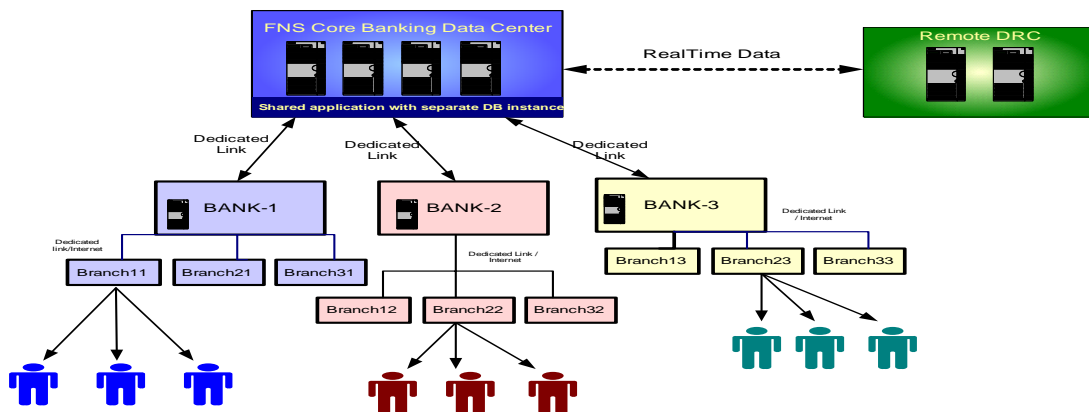 FNS Core Banking Data Center
Shared application with separate DB instance
RealTime Data
Remote DRC
Dedicated
Link
Dedicated
Link
Dedicated
Link
BANK-1
BANK-2
BANK-3
Dedicated
link/Internet
Branch11
Branch21
Branch31
Dedicated Link /
Internet
Branch12
Branch22
Branch32
Dedicated Link
/ Internet
Branch13
Branch23
Branch33